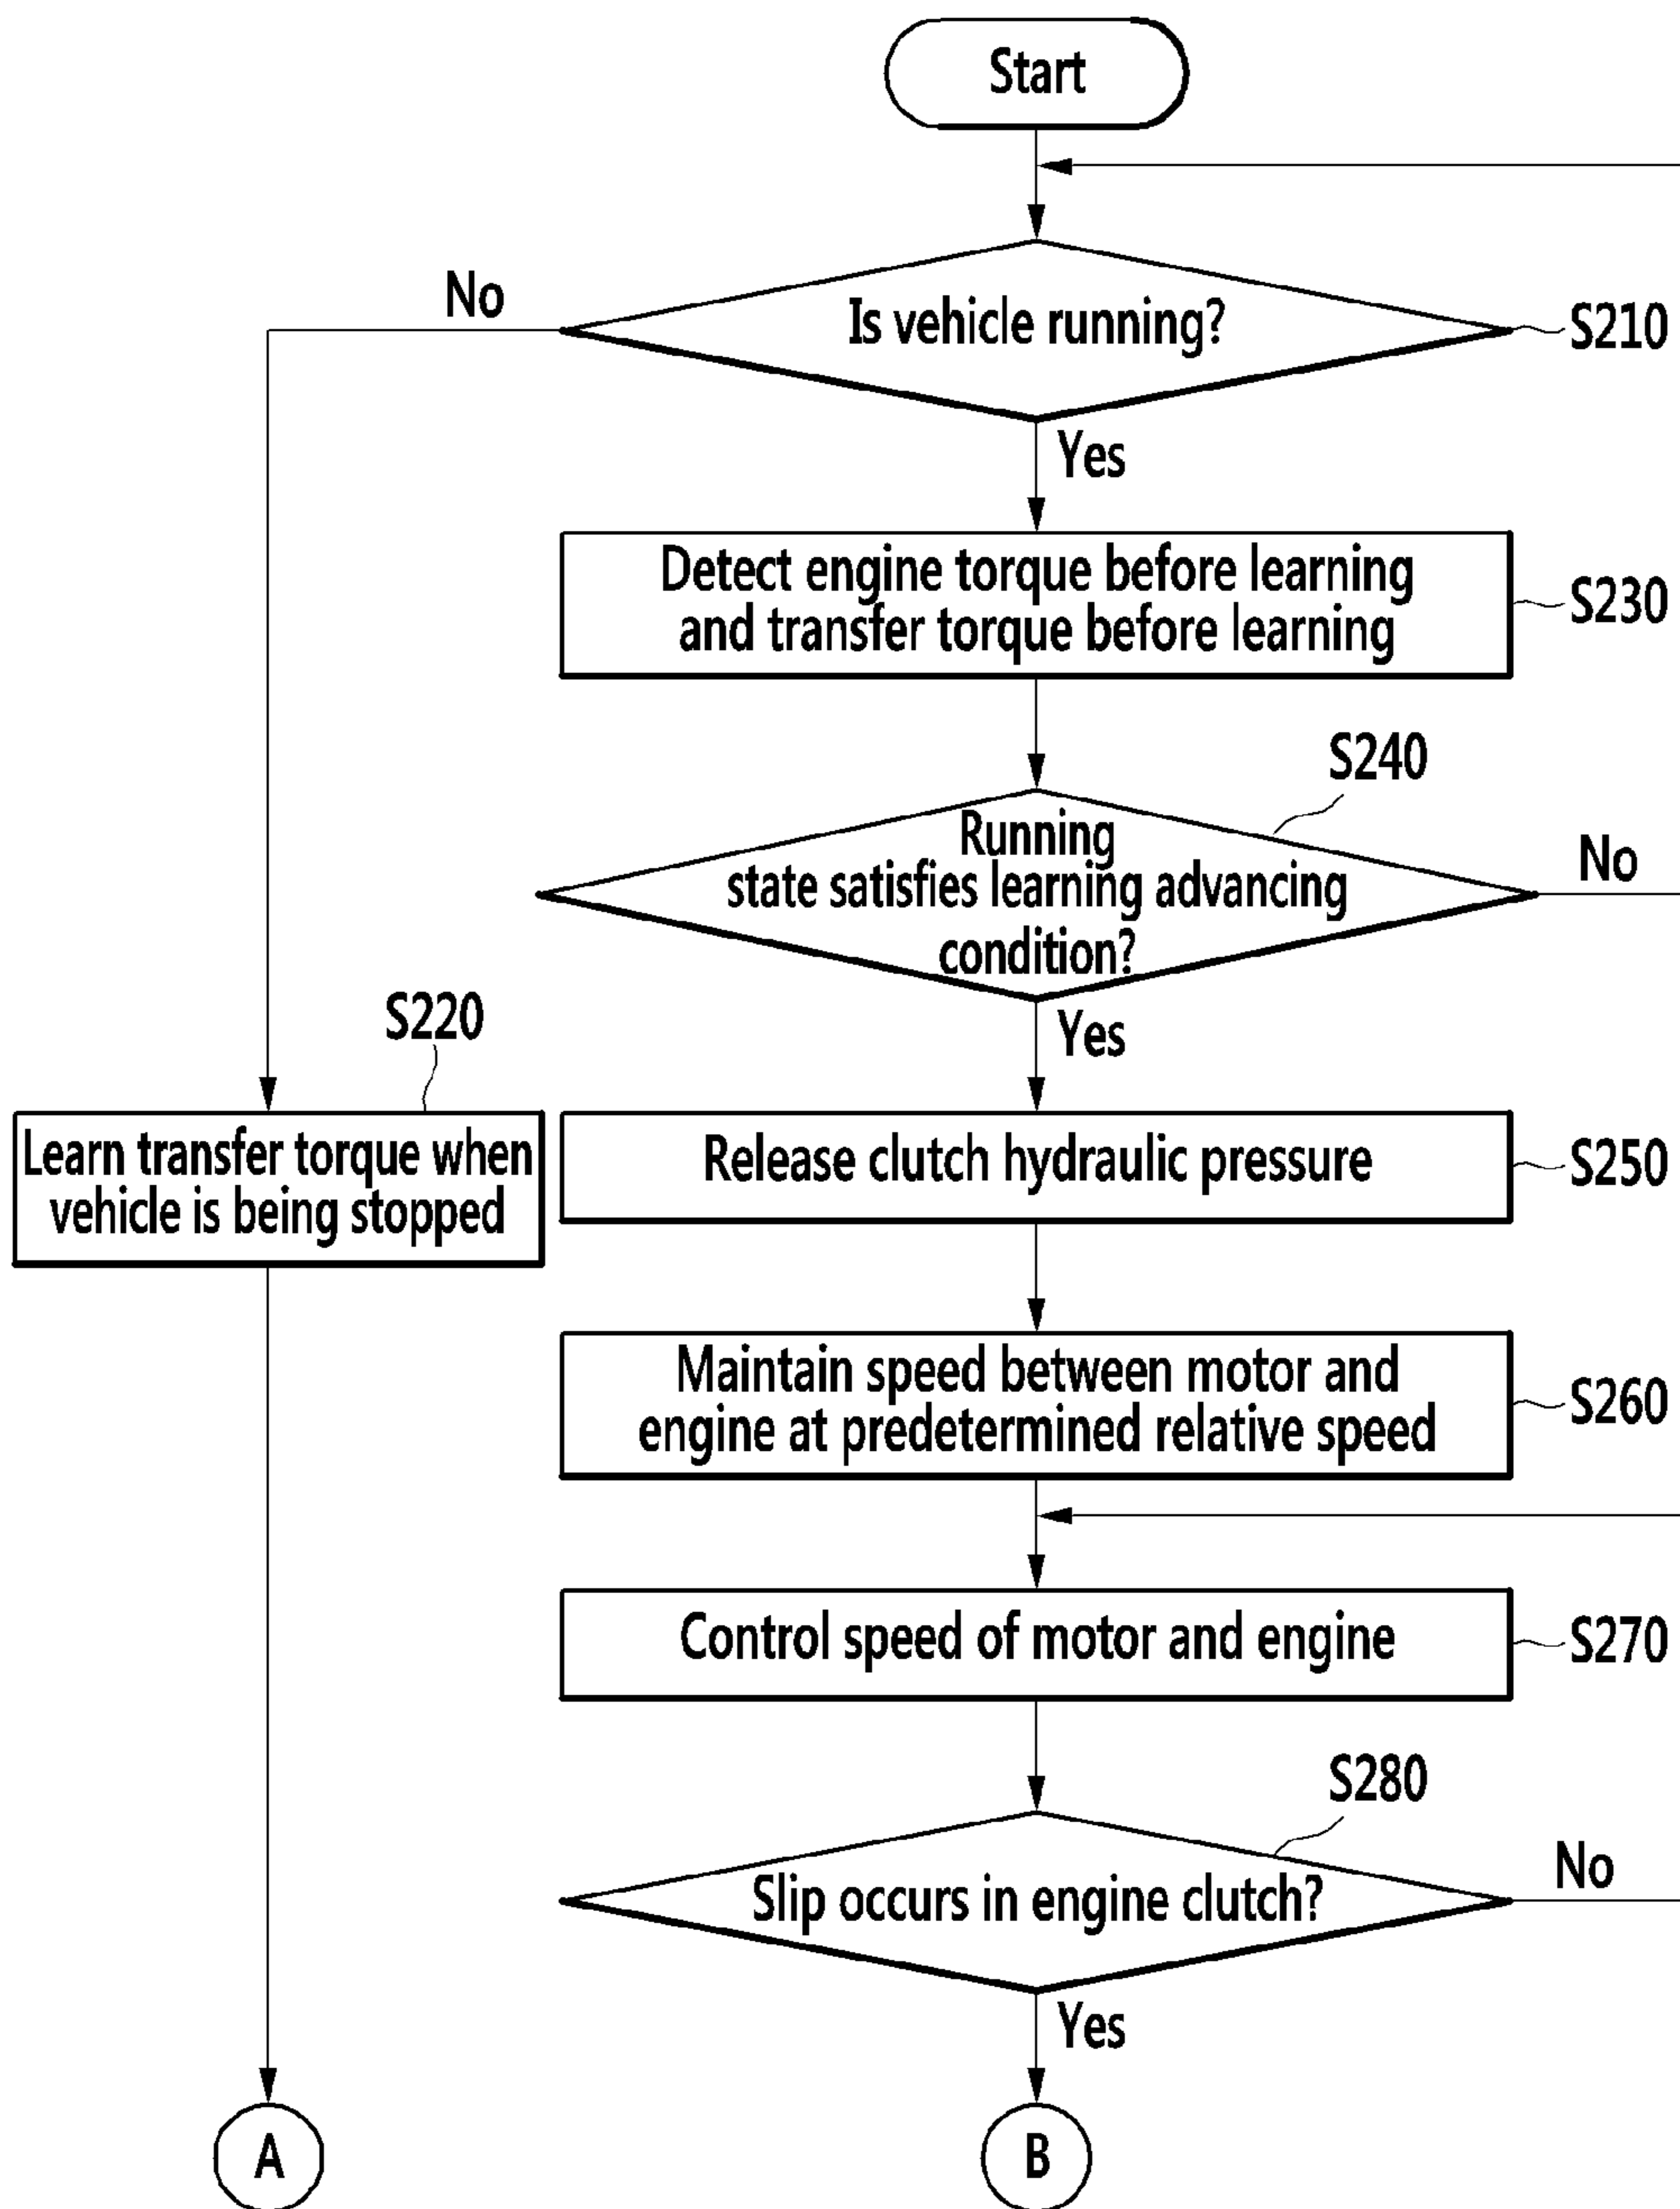 Start
No
Is vehicle running?
S210
Yes
Detect engine torque before learning
and transfer torque before learning
S230
S240
Running
state satisfies learning advancing
condition?
No
Yes
S220
Learn transfer torque when
vehicle is being stopped
Release clutch hydraulic pressure
S250
Maintain speed between motor and
engine at predetermined relative speed
S260
Control speed of motor and engine
S270
S280
Slip occurs in engine clutch?
No
Yes
A
B